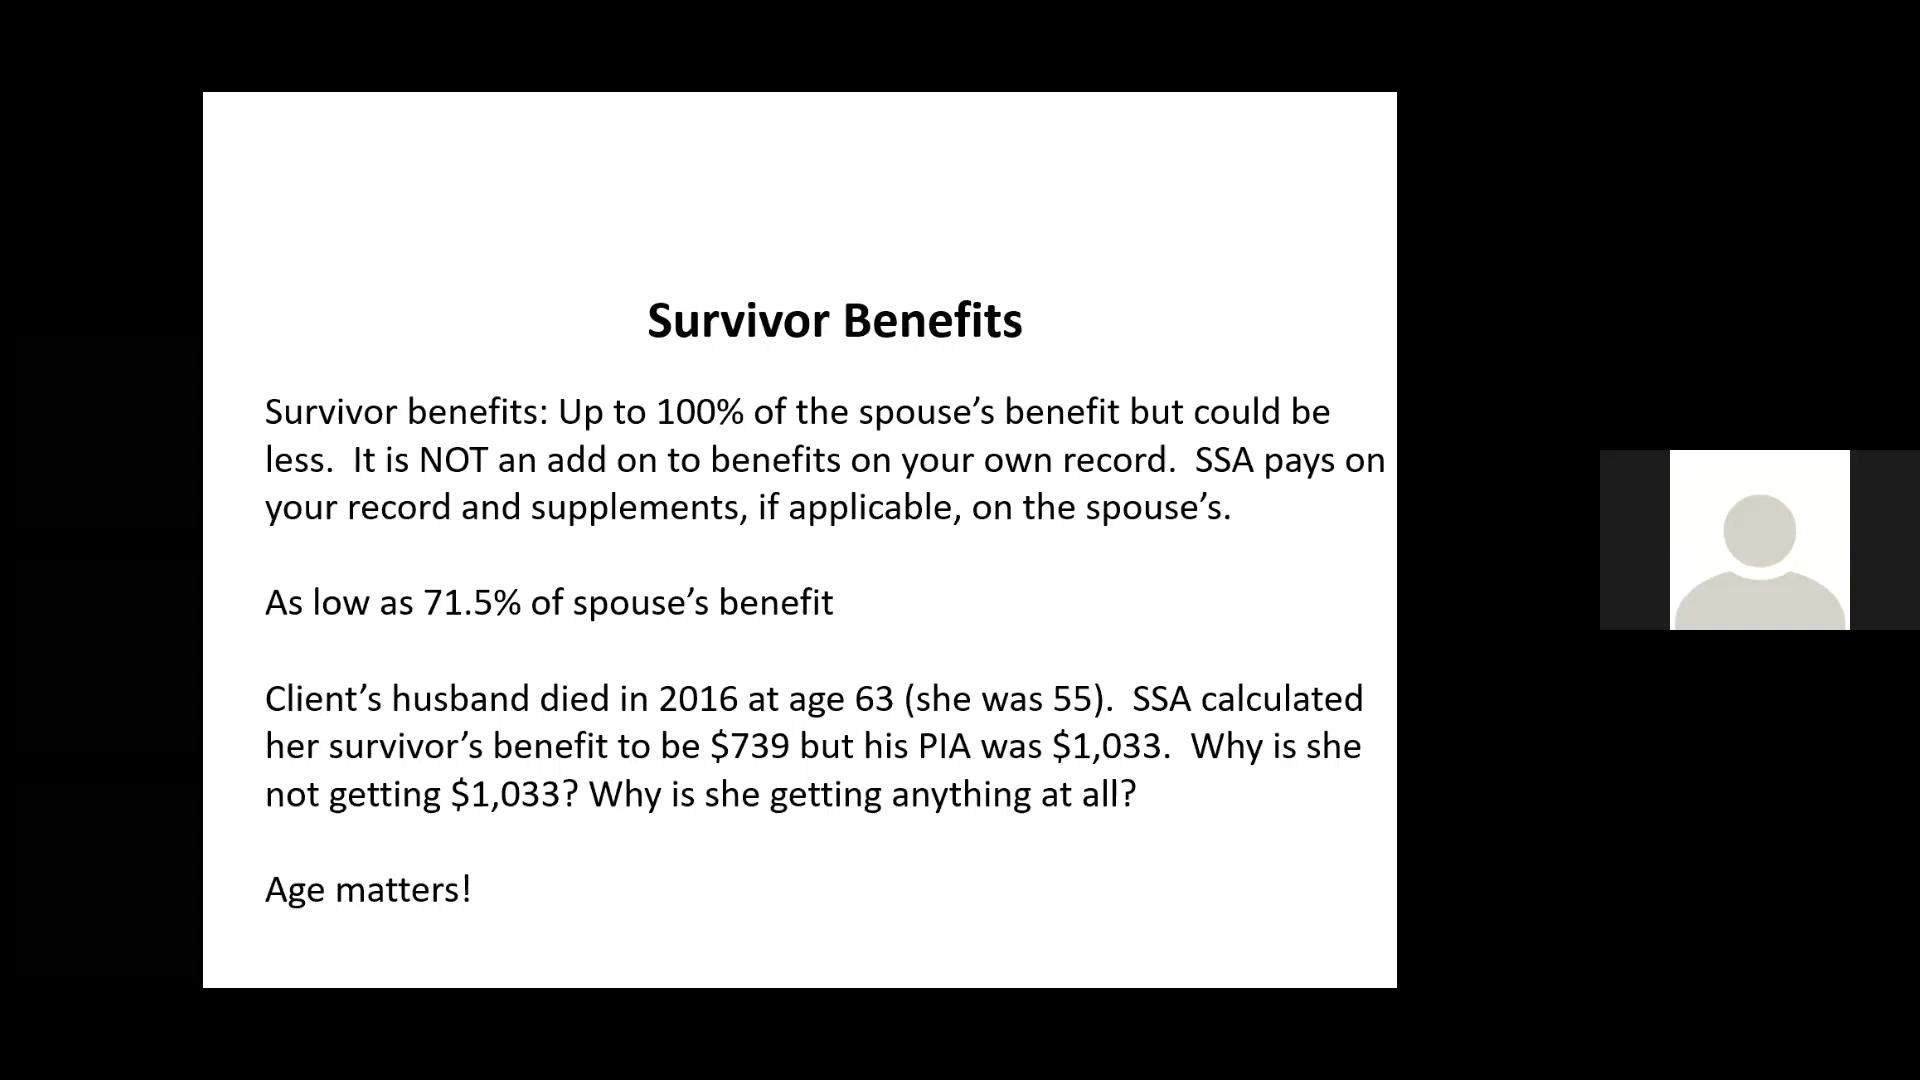 Survivor Benefits
Survivor benefits: Up to 100% of the spouse’s benefit but could be
less.  It is NOT an add on to benefits on your own record.  SSA pays on
your record and supplements, if applicable, on the spouse’s.
As low as 71.5% of spouse’s benefit
Client’s husband died in 2016 at age 63 (she was 55).  SSA calculated
her survivor’s benefit to be $739 but his PIA was $1,033.  Why is she
not getting $1,033? Why is she getting anything at all?
Age matters!